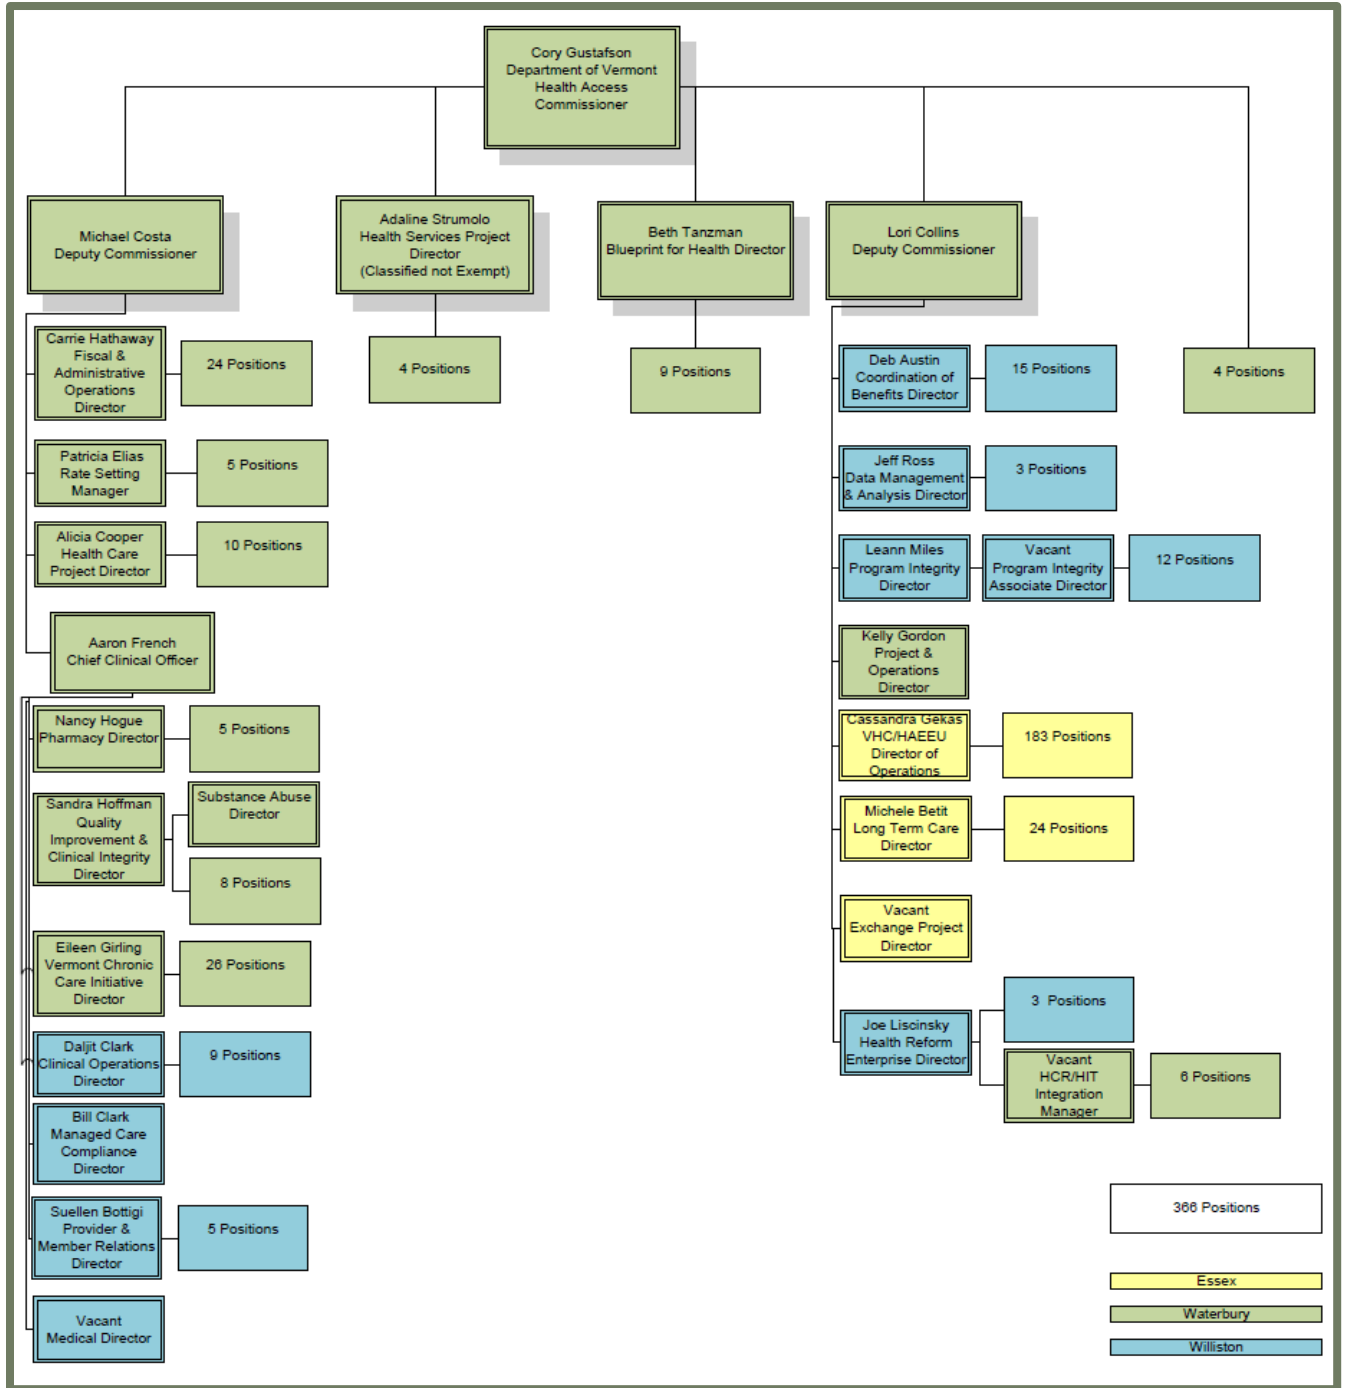 Cory Gustafson
Department of Vermont
Health Access
Commissioner
Michael Costa
Deputy Commissioner
Adaline Strumolo
Health Services Project
Director
(Classified not Exempt)
Beth Tanzman
Blueprint for Health Director
Lori Collins
Deputy Commissioner
Carrie Hathaway
Fiscal &
Administrative
Operations
Director
24 Positions
4 Positions
9 Positions
Deb Austin
Coordination of
Benefits Director
15 Positions
4 Positions
Patricia Elias
Rate Setting
Manager
5 Positions
Jeff Ross
Data Management
& Analysis Director
3 Positions
Alicia Cooper
Health Care
Project Director
10 Positions
Leann Miles
Program Integrity
Director
Vacant
Program Integrity
Associate Director
12 Positions
Aaron French
Chief Clinical Officer
Kelly Gordon
Project &
Operations
Director
Nancy Hogue
Pharmacy Director
5 Positions
Cassandra Gekas
VHC/HAEEU
Director of
Operations
183 Positions
Sandra Hoffman
Quality
Improvement &
Clinical Integrity
Director
Substance Abuse
Director
8 Positions
Michele Betit
Long Term Care
Director
24 Positions
Eileen Girling
Vermont Chronic
Care Initiative
Director
26 Positions
Vacant
Exchange Project
Director
Daljit Clark
Clinical Operations
Director
9 Positions
Joe Liscinsky
Health Reform
Enterprise Director
3 Positions
Vacant
HCR/HIT
Integration
Manager
6 Positions
Bill Clark
Managed Care
Compliance
Director
Suellen Bottigi
Provider &
Member Relations
Director
5 Positions
Vacant
Medical Director
366 Positions
Essex
Waterbury
Williston